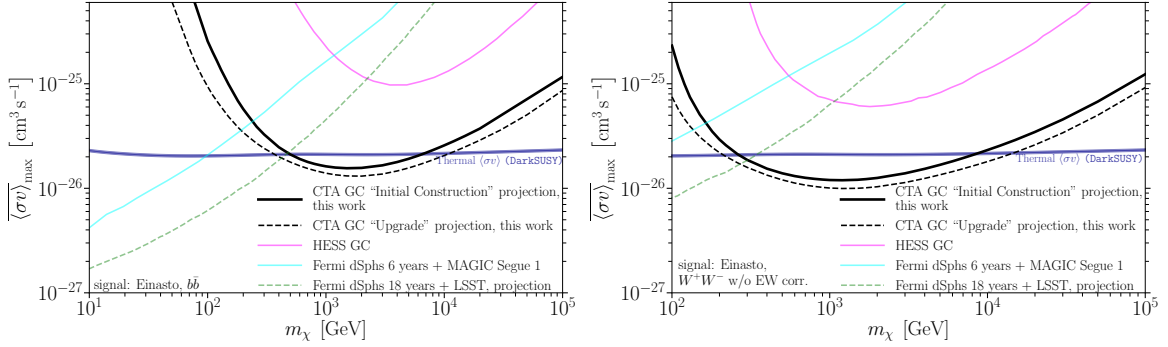 10^{-25}
10^{-26}
10^{-27}
\overline{⟨σv⟩}_{max} [cm^3 s^{-1}]
Thermal ⟨σv⟩ (DarkSUSY)
CTA GC “Initial Construction” projection,
this work
CTA GC “Upgrade” projection, this work
HESS GC
Fermi dSphs 6 years + MAGIC Segue 1
Fermi dSphs 18 years + LSST, projection
signal: Einasto, b\bar{b}
10^1 10^2 10^3 10^4 10^5
m_χ [GeV]
10^{-25}
10^{-26}
10^{-27}
\overline{⟨σv⟩}_{max} [cm^3 s^{-1}]
Thermal ⟨σv⟩ (DarkSUSY)
CTA GC “Initial Construction” projection,
this work
CTA GC “Upgrade” projection, this work
HESS GC
Fermi dSphs 6 years + MAGIC Segue 1
Fermi dSphs 18 years + LSST, projection
signal: Einasto,
W^+W^- w/o EW corr.
10^2 10^3 10^4 10^5
m_χ [GeV]